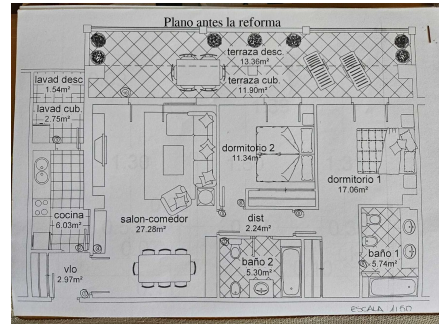 Plano antes la reforma
terraza desc.
13.36m²
terraza cub.
11.90m²
lavad desc.
1.54m²
lavad cub.
2.75m²
dormitorio 2
11.34m²
dormitorio 1
17.06m²
cocina
6.03m²
salon-comedor
27.28m²
dist
2.24m²
baño 1
5.74m²
baño 2
5.30m²
vlo
2.97m²
ESCALA 1/50